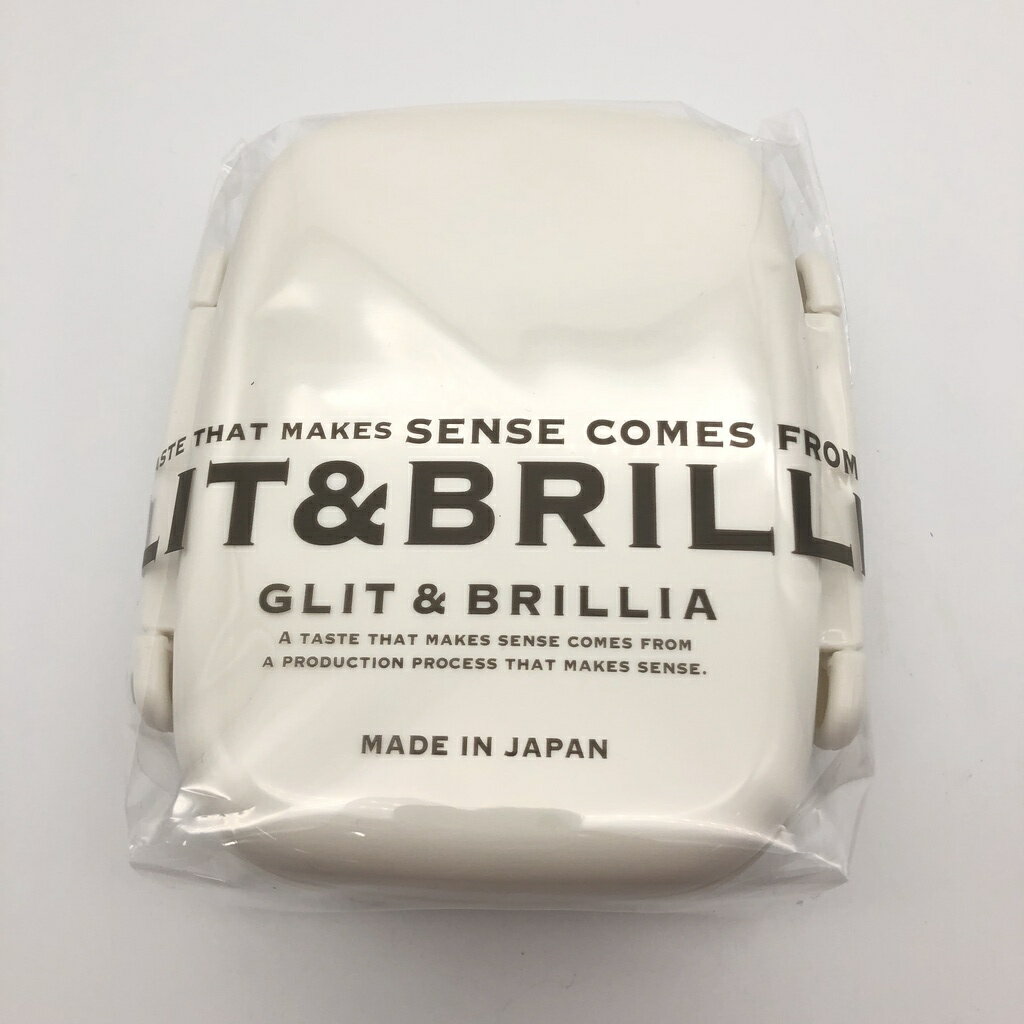 TASTE THAT MAKES SENSE COMES FROM
LIT&BRILLI
GLIT & BRILLIA
A TASTE THAT MAKES SENSE COMES FROM
A PRODUCTION PROCESS THAT MAKES SENSE.
MADE IN JAPAN